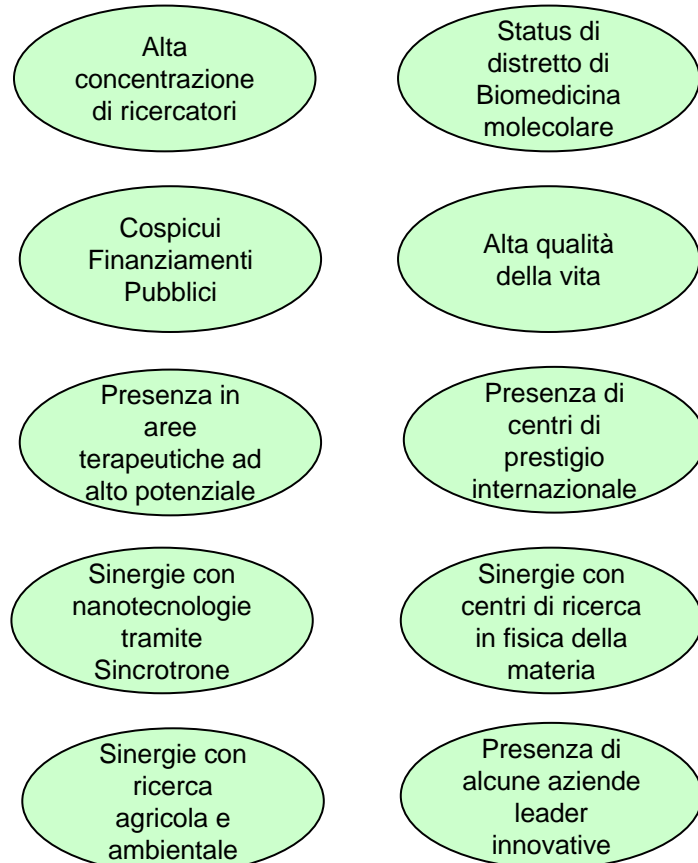 Alta
concentrazione
di ricercatori
Status di
distretto di
Biomedicina
molecolare
Cospicui
Finanziamenti
Pubblici
Alta qualità
della vita
Presenza in
aree
terapeutiche ad
alto potenziale
Presenza di
centri di
prestigio
internazionale
Sinergie con
nanotecnologie
tramite
Sincrotrone
Sinergie con
centri di ricerca
in fisica della
materia
Sinergie con
ricerca
agricola e
ambientale
Presenza di
alcune aziende
leader
innovative